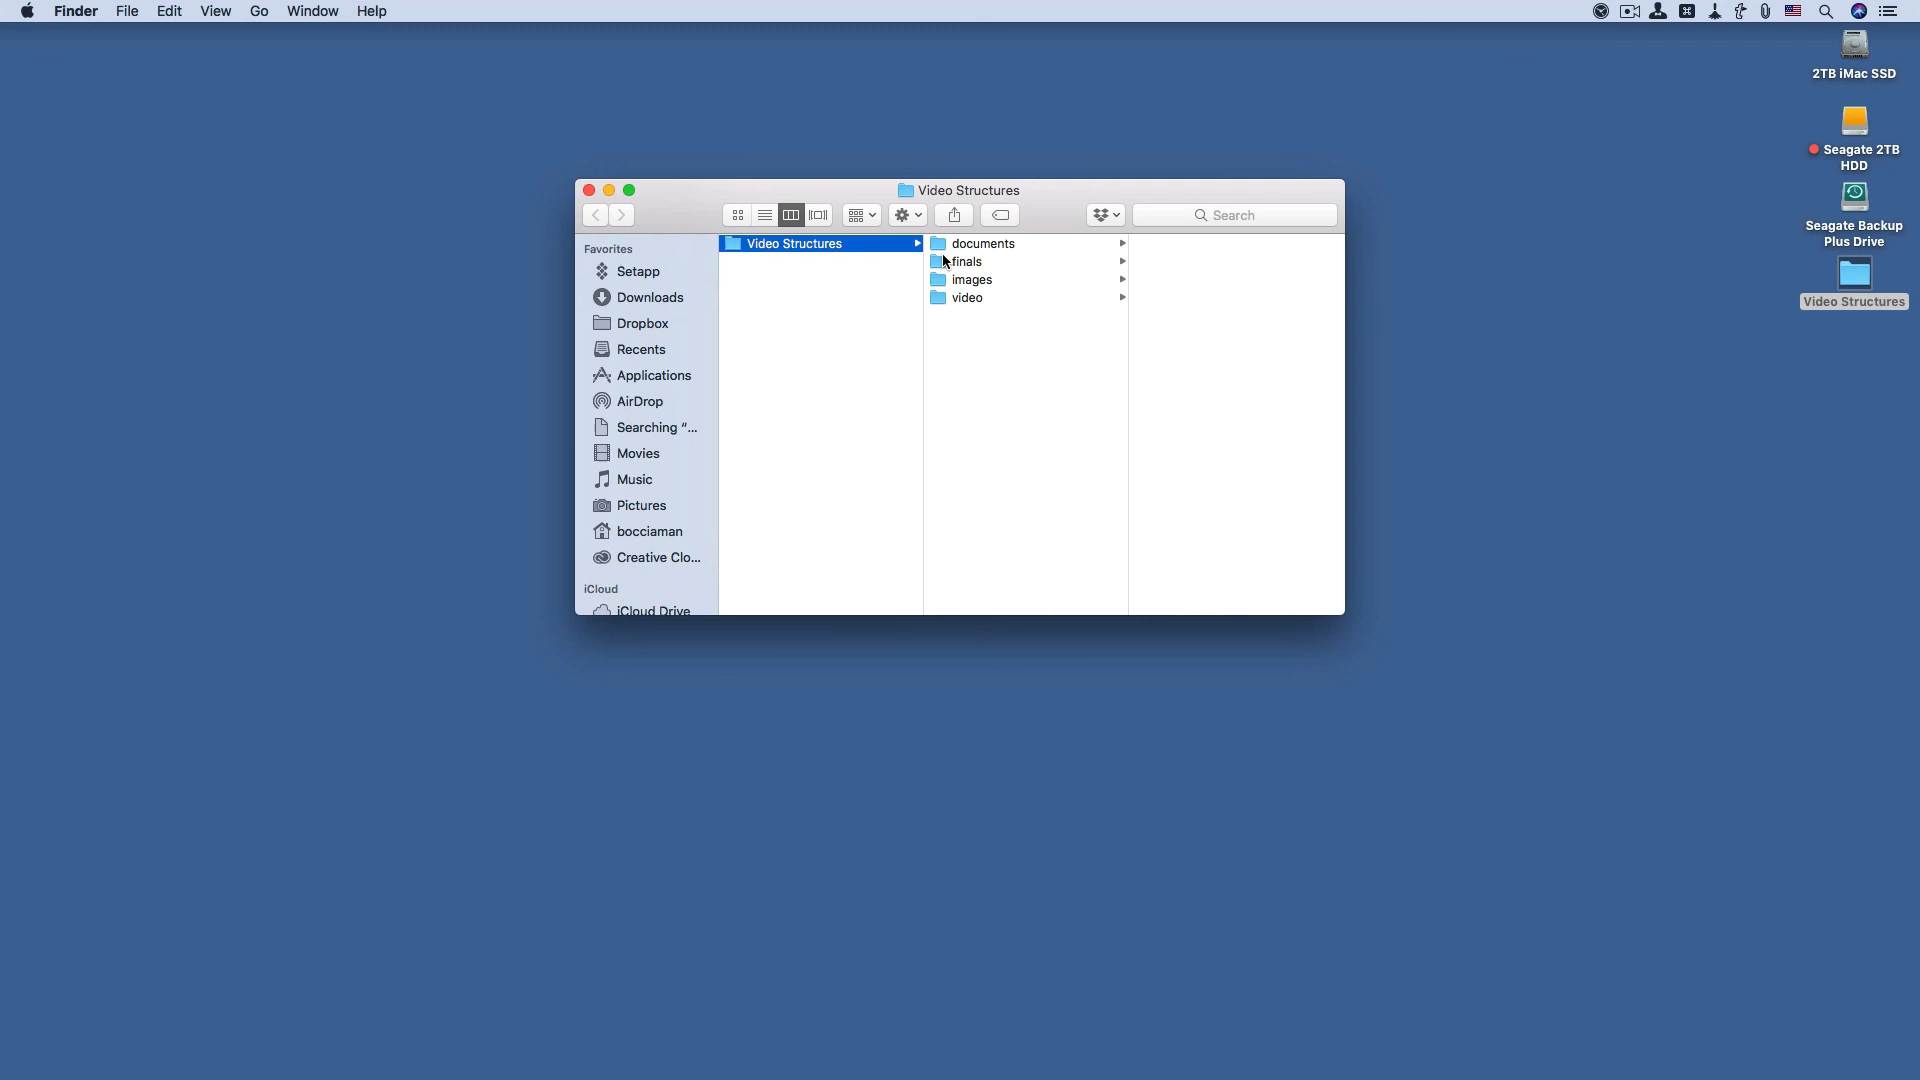 Finder File Edit View Go Window Help
2TB iMac SSD
Seagate 2TB
HDD
Seagate Backup
Plus Drive
Video Structures
Video Structures
Search
Favorites
Setapp
Downloads
Dropbox
Recents
Applications
AirDrop
Searching “...
Movies
Music
Pictures
bocciaman
Creative Clo...
iCloud
iCloud Drive
Video Structures
documents
finals
images
video